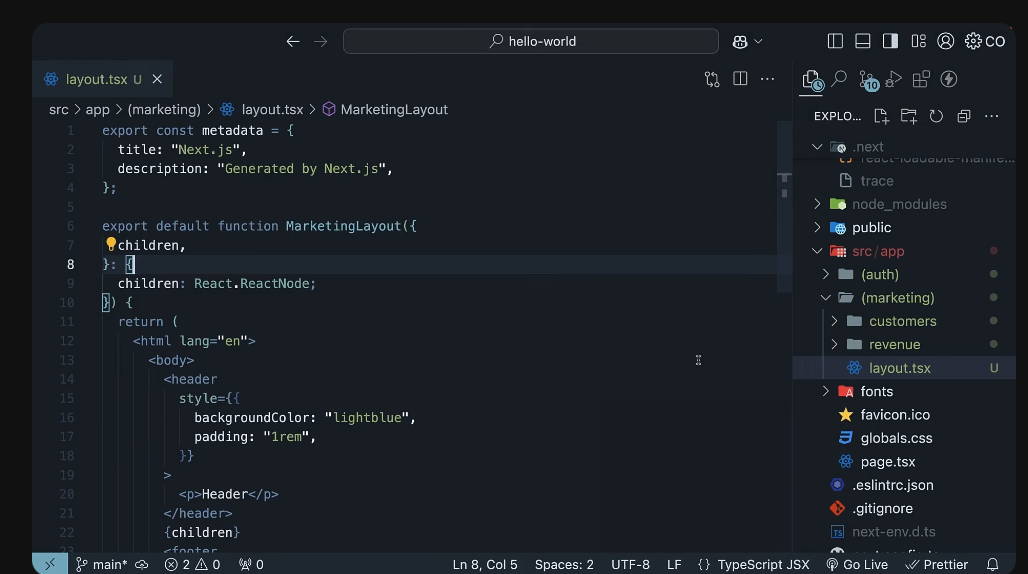 hello-world
CO
layout.tsx U
src > app > (marketing) > layout.tsx > MarketingLayout
1 export const metadata = {
2 title: "Next.js",
3 description: "Generated by Next.js",
4 };
5
6 export default function MarketingLayout({
7 children,
8 }: {
9 children: React.ReactNode;
10 }) {
11 return (
12 <html lang="en">
13 <body>
14 <header
15 style={{
16 backgroundColor: "lightblue",
17 padding: "1rem",
18 }}
19 >
20 <p>Header</p>
21 </header>
22 {children}
23 <footer
10
EXPLO...
.next
react-loadable-manife...
trace
node_modules
public
src/app
(auth)
(marketing)
customers
revenue
layout.tsx U
fonts
favicon.ico
globals.css
page.tsx
.eslintrc.json
.gitignore
TS next-env.d.ts
main* 2 0 0 Ln 8, Col 5 Spaces: 2 UTF-8 LF {} TypeScript JSX Go Live Prettier